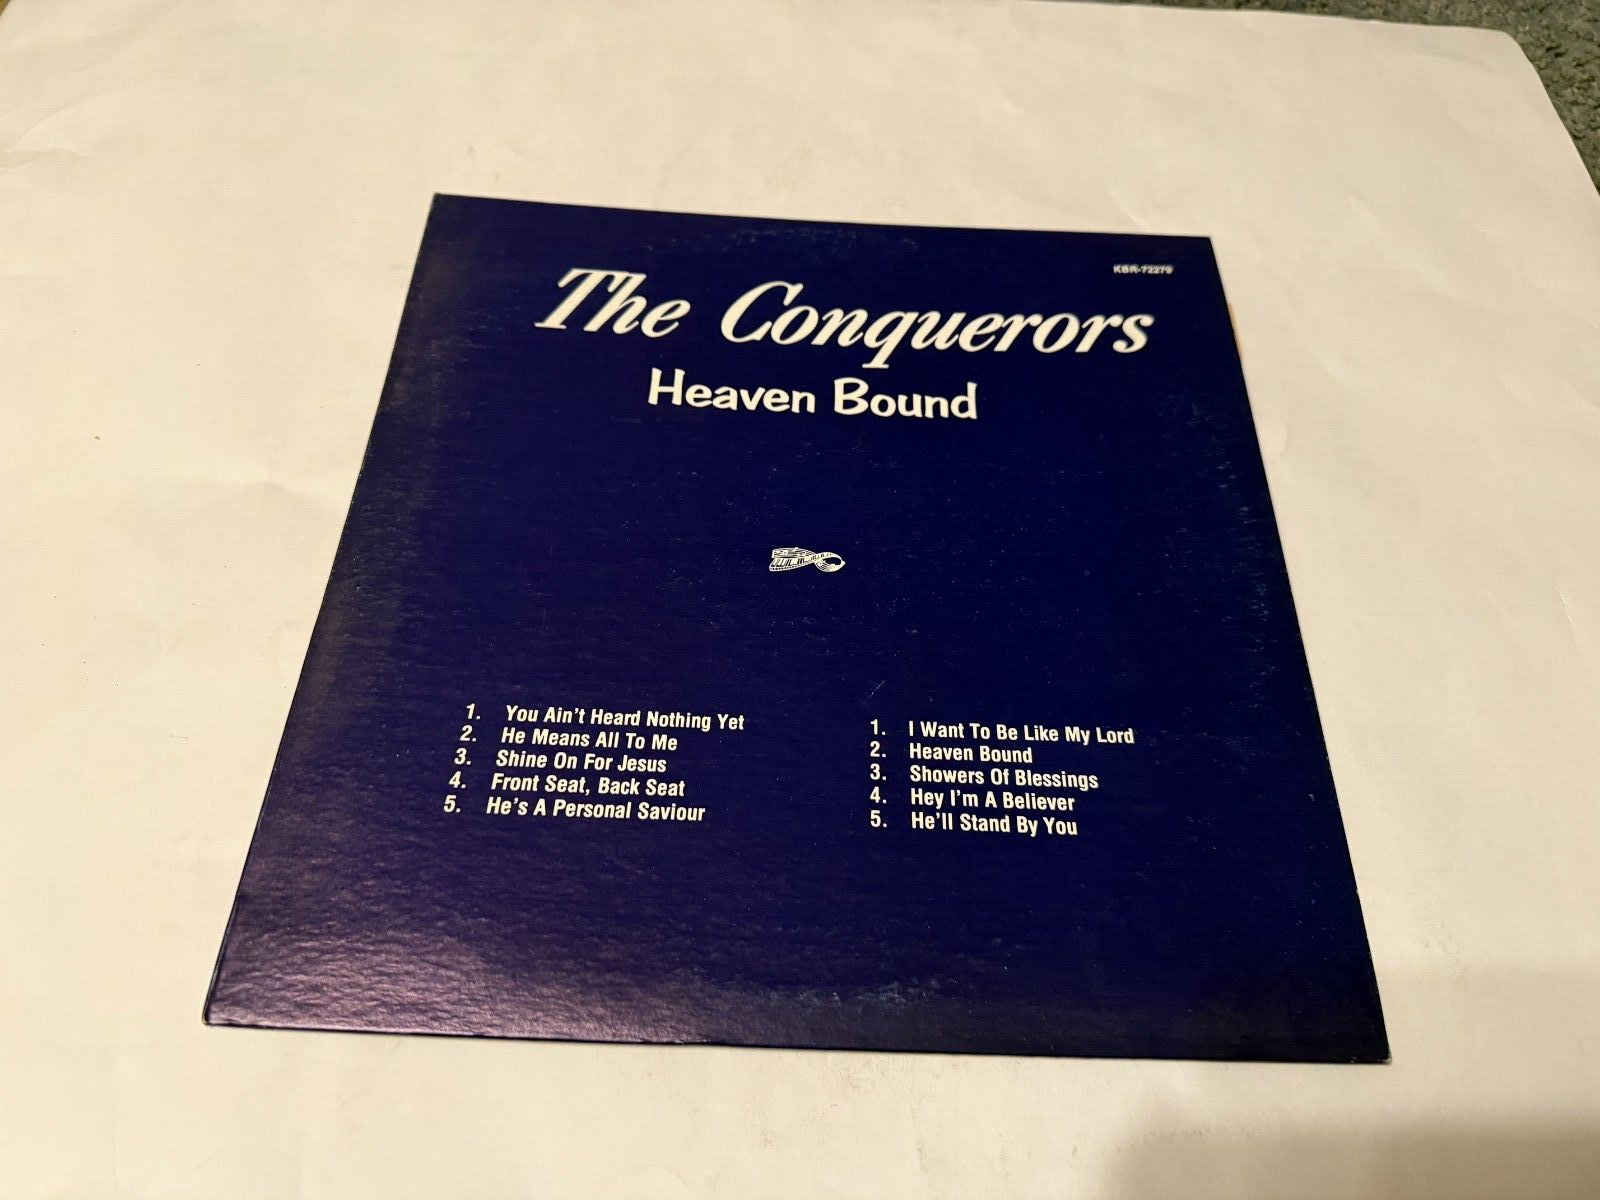 KBR-72279
The Conquerors
Heaven Bound
1. You Ain't Heard Nothing Yet
2. He Means All To Me
3. Shine On For Jesus
4. Front Seat, Back Seat
5. He's A Personal Saviour
1. I Want To Be Like My Lord
2. Heaven Bound
3. Showers Of Blessings
4. Hey I'm A Believer
5. He'll Stand By You